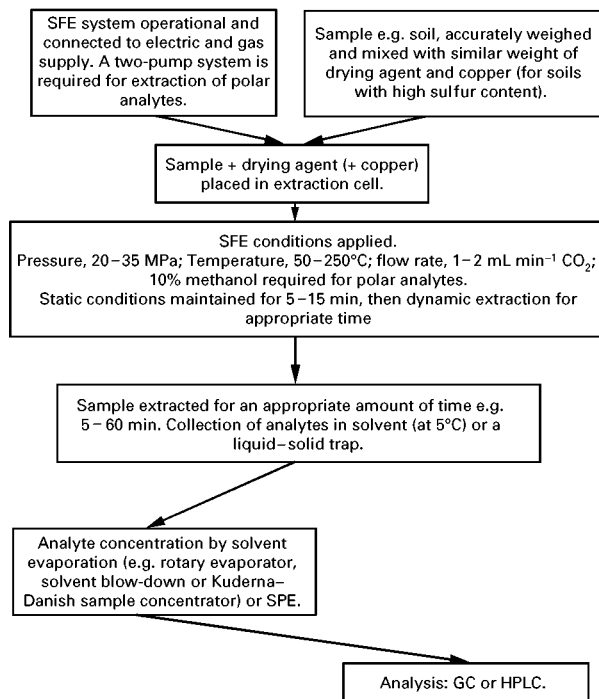 SFE system operational and
connected to electric and gas
supply. A two-pump system is
required for extraction of polar
analytes.
Sample e.g. soil, accurately weighed
and mixed with similar weight of
drying agent and copper (for soils
with high sulfur content).
Sample + drying agent (+ copper)
placed in extraction cell.
SFE conditions applied.
Pressure, 20–35 MPa; Temperature, 50–250°C; flow rate, 1–2 mL min⁻¹ CO₂;
10% methanol required for polar analytes.
Static conditions maintained for 5–15 min, then dynamic extraction for
appropriate time
Sample extracted for an appropriate amount of time e.g.
5–60 min. Collection of analytes in solvent (at 5°C) or a
liquid–solid trap.
Analyte concentration by solvent
evaporation (e.g. rotary evaporator,
solvent blow-down or Kuderna–
Danish sample concentrator) or SPE.
Analysis: GC or HPLC.